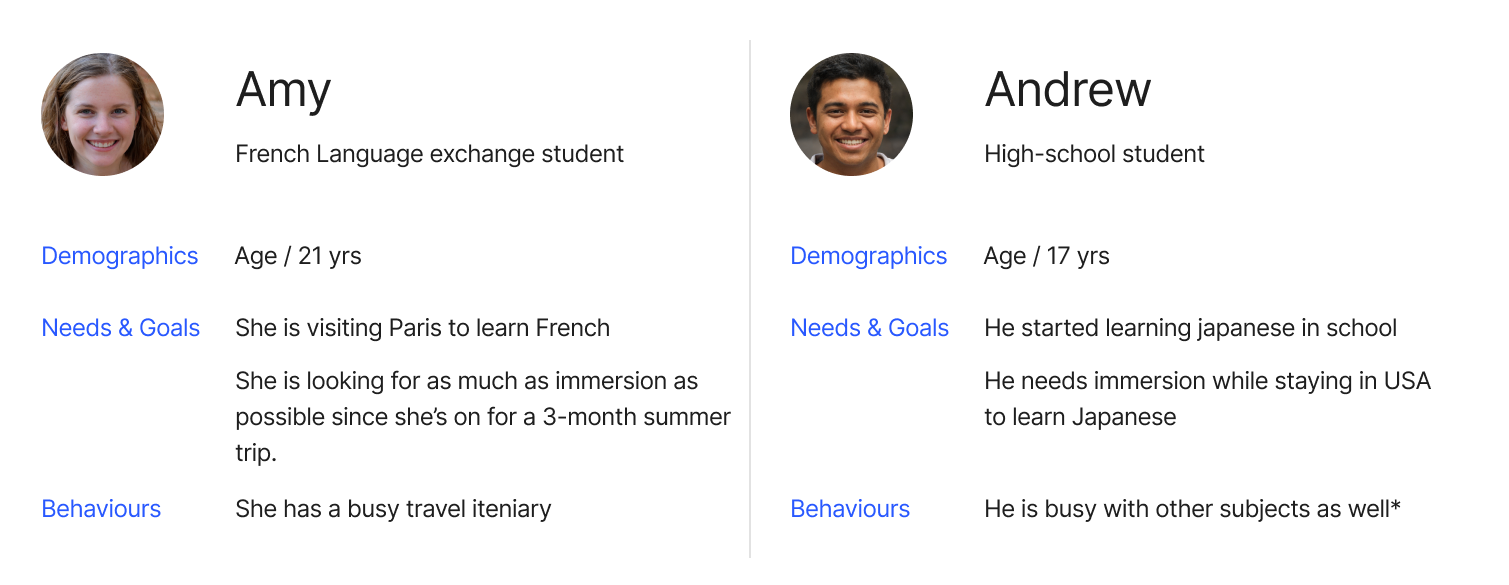 Amy
French Language exchange student
Demographics
Age / 21 yrs
Needs & Goals
She is visiting Paris to learn French
She is looking for as much as immersion as
possible since she’s on for a 3-month summer
trip.
Behaviours
She has a busy travel iteniary
Andrew
High-school student
Demographics
Age / 17 yrs
Needs & Goals
He started learning japanese in school
He needs immersion while staying in USA
to learn Japanese
Behaviours
He is busy with other subjects as well*